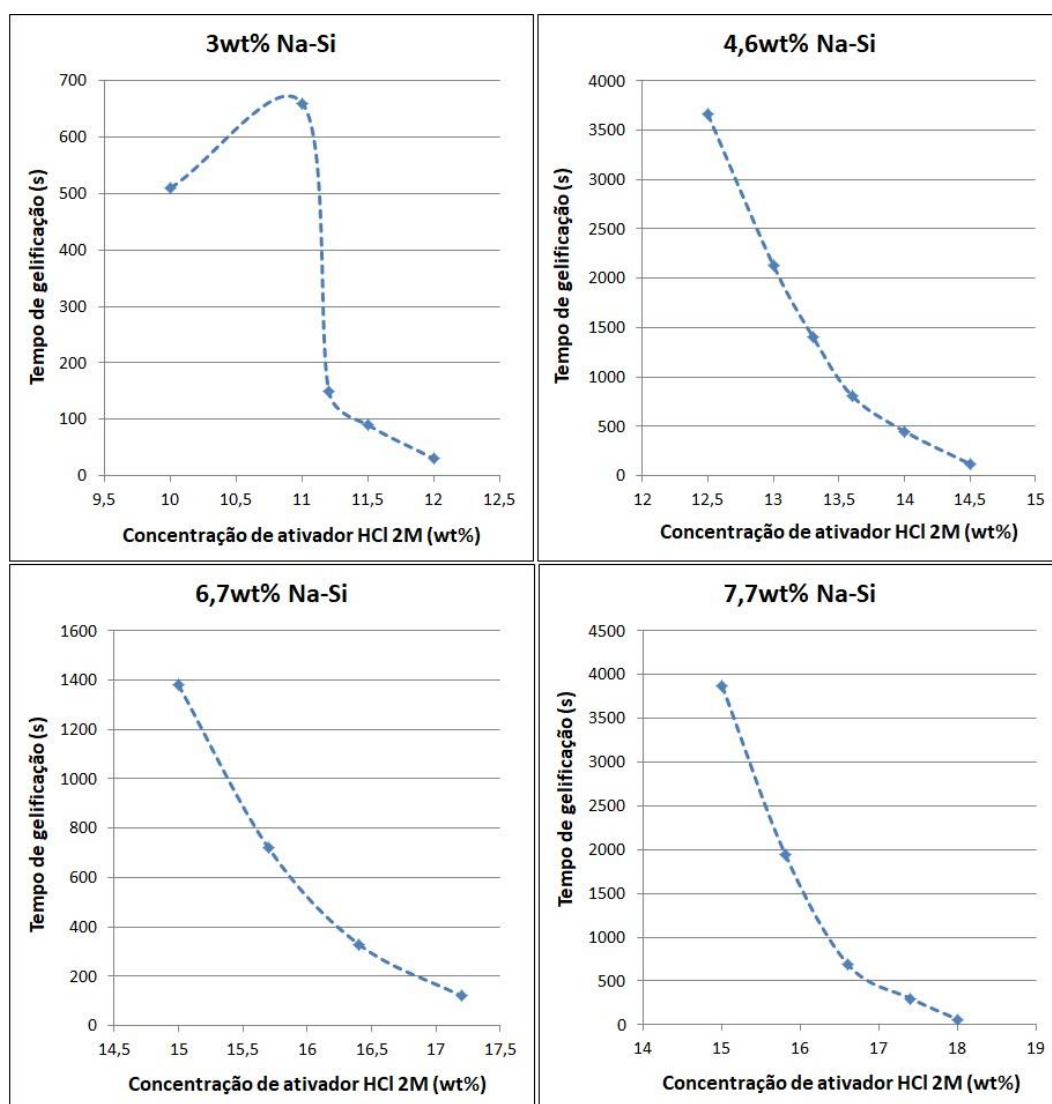 3wt% Na-Si
Tempo de gelificação (s)
700
600
500
400
300
200
100
0
9,5 10 10,5 11 11,5 12 12,5
Concentração de ativador HCl 2M (wt%)
4,6wt% Na-Si
Tempo de gelificação (s)
4000
3500
3000
2500
2000
1500
1000
500
0
12 12,5 13 13,5 14 14,5 15
Concentração de ativador HCl 2M (wt%)
6,7wt% Na-Si
Tempo de gelificação (s)
1600
1400
1200
1000
800
600
400
200
0
14,5 15 15,5 16 16,5 17 17,5
Concentração de ativador HCl 2M (wt%)
7,7wt% Na-Si
Tempo de gelificação (s)
4500
4000
3500
3000
2500
2000
1500
1000
500
0
14 15 16 17 18 19
Concentração de ativador HCl 2M (wt%)